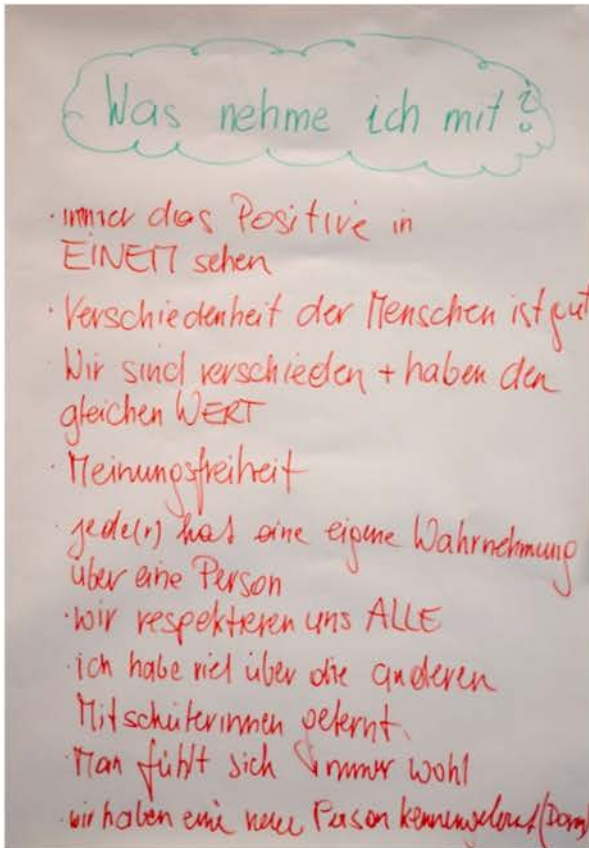 Was nehme ich mit?
· immer das Positive in
EINEM sehen
· Verschiedenheit der Menschen ist gut
· Wir sind verschieden + haben den
gleichen WERT
· Meinungsfreiheit
· jede(r) hat eine eigene Wahrnehmung
über eine Person
· wir respektieren uns ALLE
· ich habe viel über die anderen
Mitschülerinnen gelernt.
· Man fühlt sich immer wohl
· wir haben eine neue Person kennengelernt